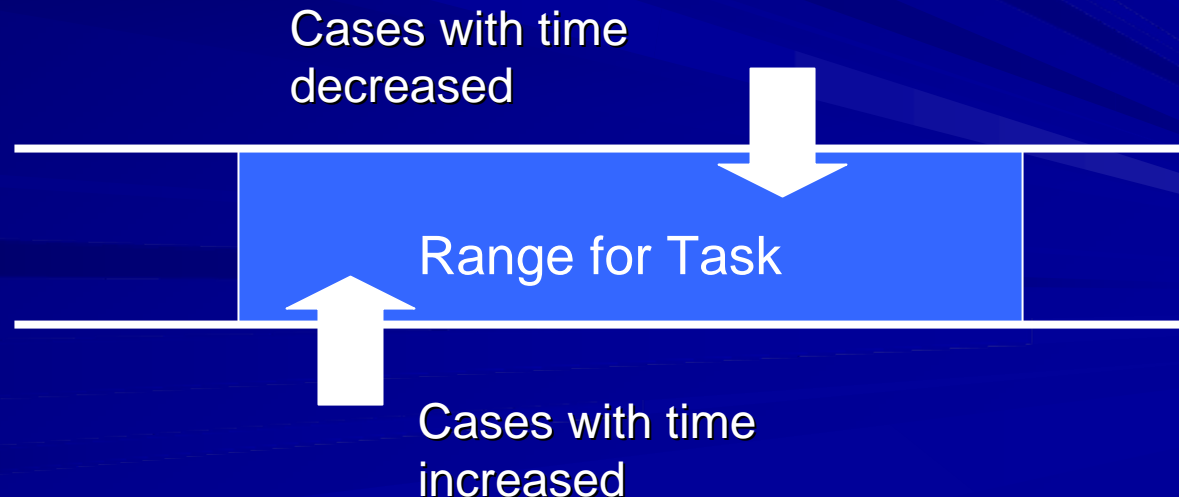 Cases with time
decreased
Range for Task
Cases with time
increased